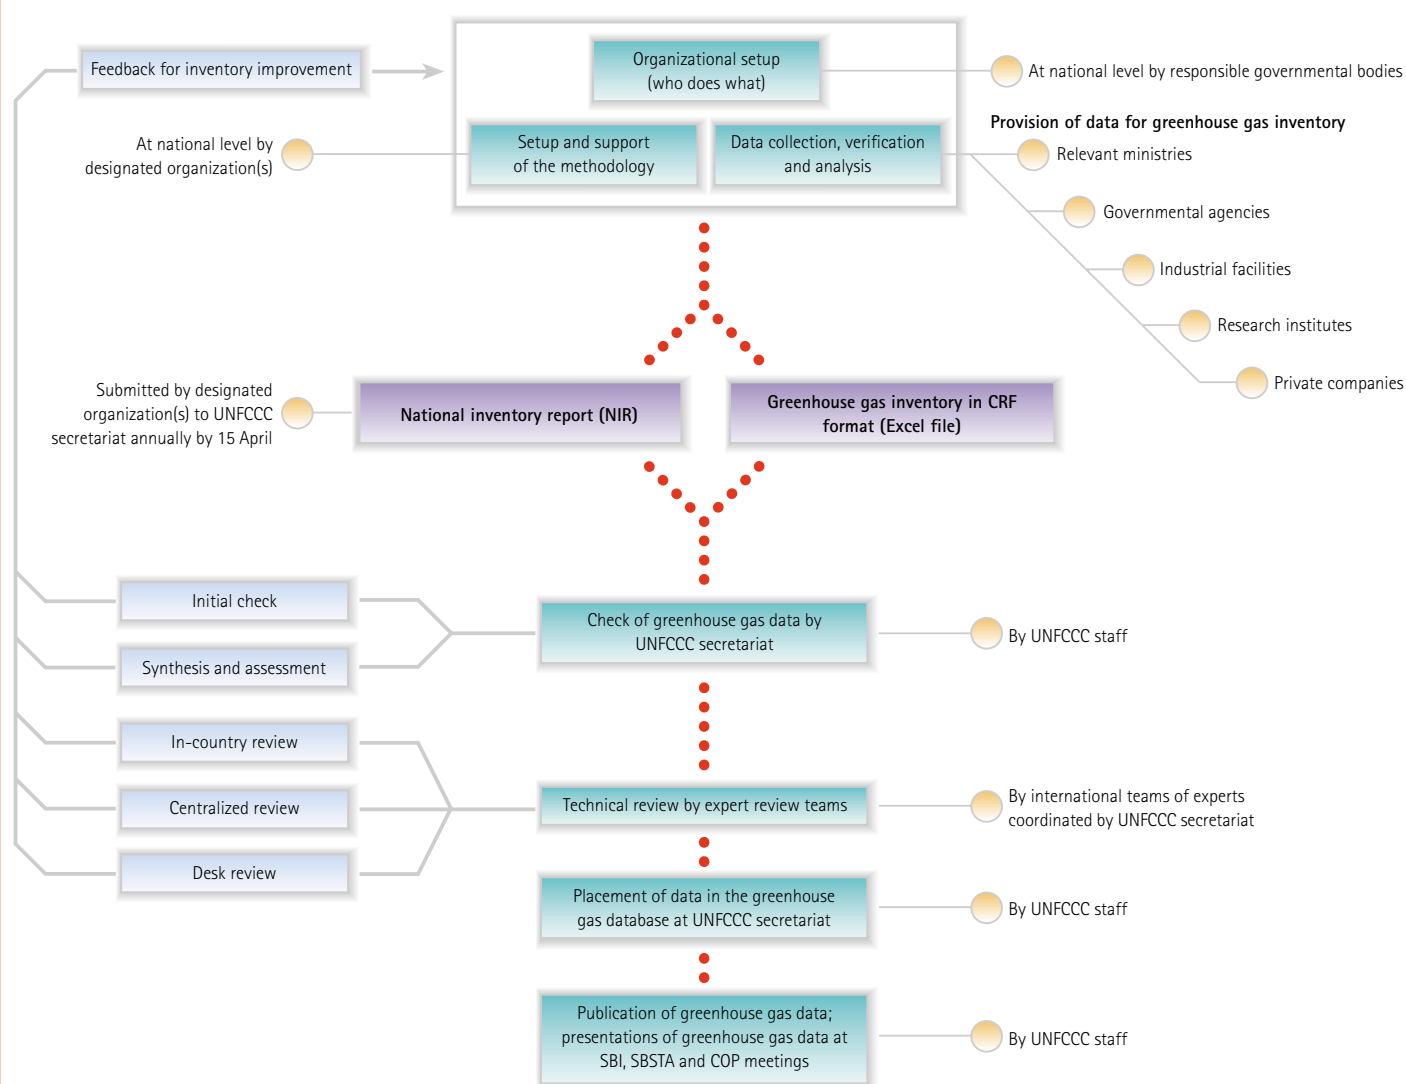 Feedback for inventory improvement
Organizational setup
(who does what)
At national level by responsible governmental bodies
At national level by
designated organization(s)
Setup and support
of the methodology
Data collection, verification
and analysis
Provision of data for greenhouse gas inventory
Relevant ministries
Governmental agencies
Industrial facilities
Research institutes
Private companies
Submitted by designated
organization(s) to UNFCCC
secretariat annually by 15 April
National inventory report (NIR)
Greenhouse gas inventory in CRF
format (Excel file)
Initial check
Synthesis and assessment
Check of greenhouse gas data by
UNFCCC secretariat
By UNFCCC staff
In-country review
Centralized review
Desk review
Technical review by expert review teams
By international teams of experts
coordinated by UNFCCC secretariat
Placement of data in the greenhouse
gas database at UNFCCC secretariat
By UNFCCC staff
Publication of greenhouse gas data;
presentations of greenhouse gas data at
SBI, SBSTA and COP meetings
By UNFCCC staff